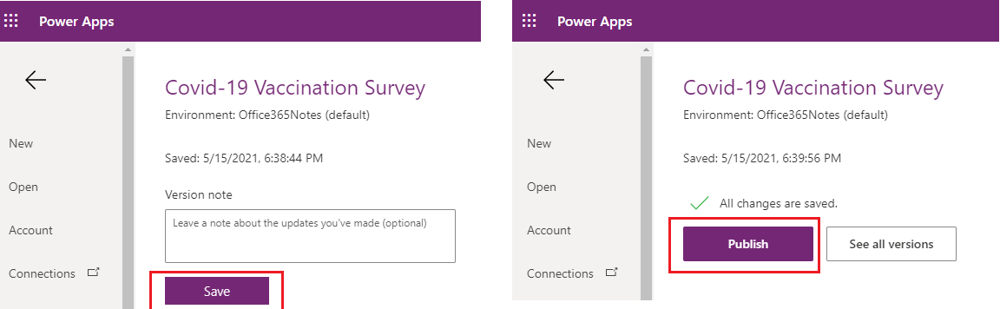 Power Apps
Covid-19 Vaccination Survey
Environment: Office365Notes (default)
New
Saved: 5/15/2021, 6:38:44 PM
Open
Version note
Leave a note about the updates you've made (optional)
Account
Connections
Save
Power Apps
Covid-19 Vaccination Survey
Environment: Office365Notes (default)
New
Saved: 5/15/2021, 6:39:56 PM
Open
All changes are saved.
Account
Publish
See all versions
Connections